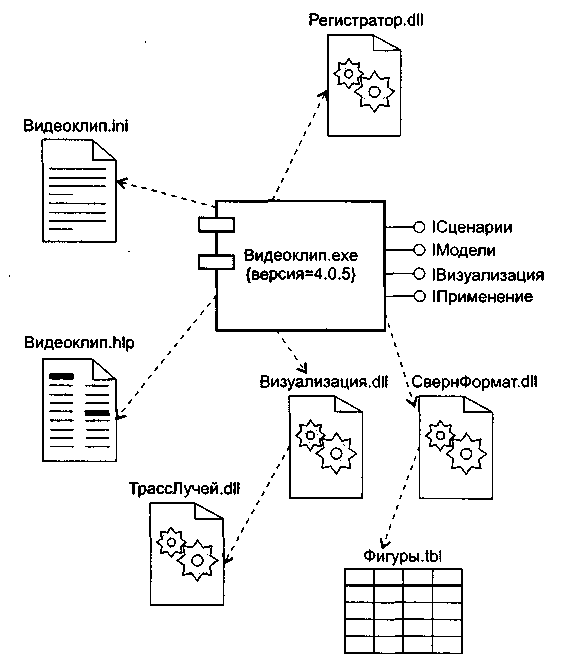 Регистратор.dll
Видеоклип.ini
IСценарии
IМодели
IВизуализация
IПрименение
Видеоклип.exe
{версия=4.0.5}
Видеоклип.hlp
Визуализация.dll
СвернФормат.dll
ТрассЛучей.dll
Фигуры.tbl